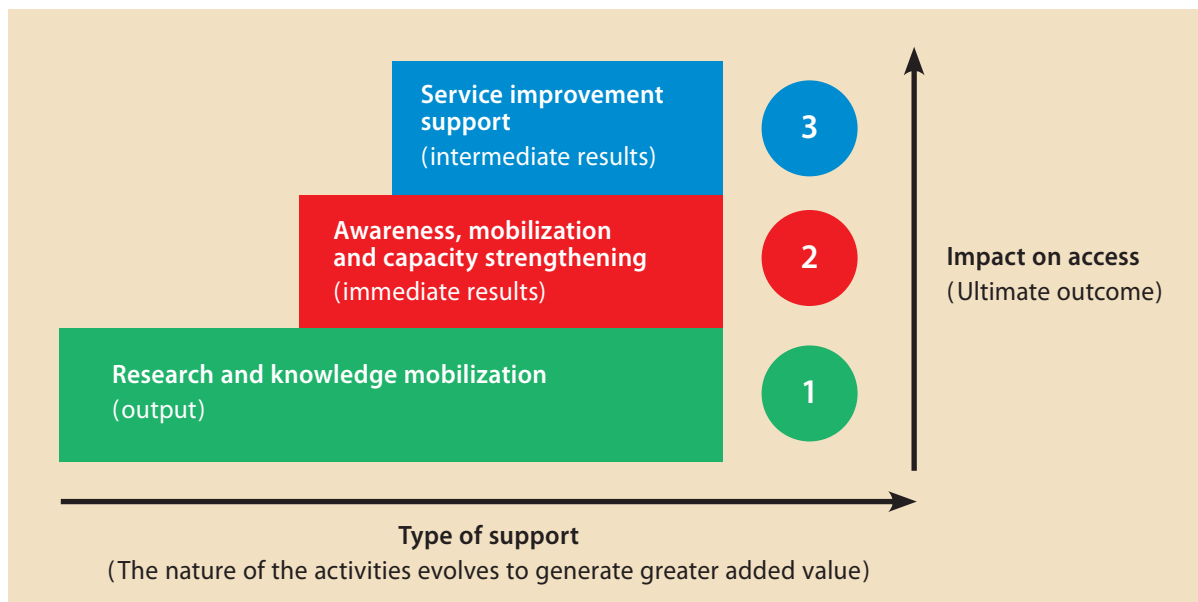 Service improvement
support
(intermediate results)
3
Awareness, mobilization
and capacity strengthening
(immediate results)
2
Impact on access
(Ultimate outcome)
Research and knowledge mobilization
(output)
1
Type of support
(The nature of the activities evolves to generate greater added value)